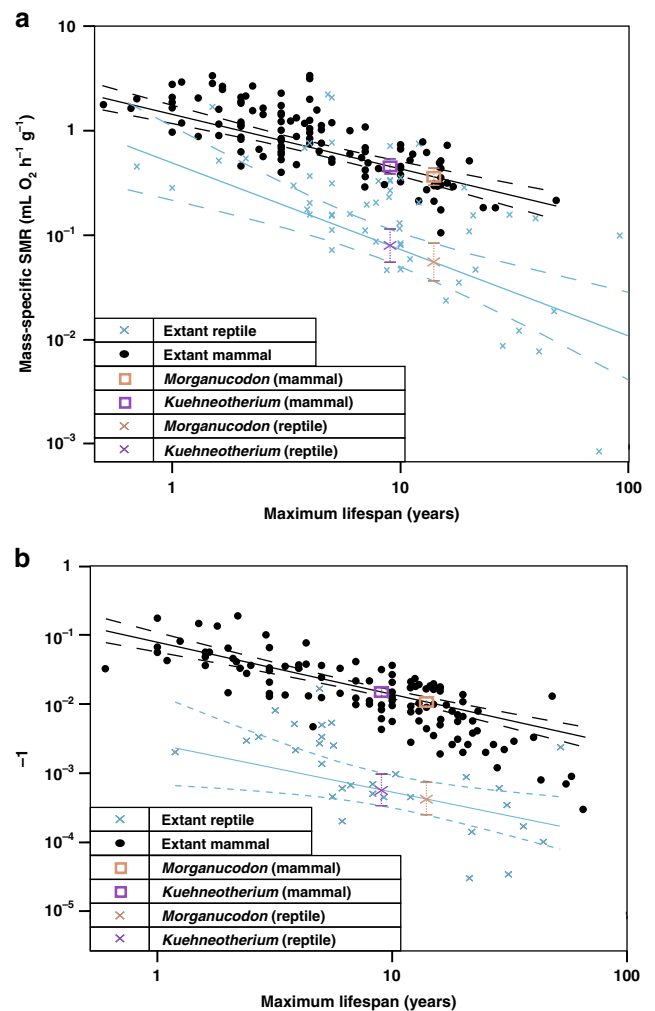 a
10
1
10⁻¹
10⁻²
10⁻³
Mass-specific SMR (mL O₂ h⁻¹ g⁻¹)
Extant reptile
Extant mammal
Morganucodon (mammal)
Kuehneotherium (mammal)
Morganucodon (reptile)
Kuehneotherium (reptile)
1 10 100
Maximum lifespan (years)
b
1
10⁻¹
10⁻²
10⁻³
10⁻⁴
10⁻⁵
−1
Extant reptile
Extant mammal
Morganucodon (mammal)
Kuehneotherium (mammal)
Morganucodon (reptile)
Kuehneotherium (reptile)
1 10 100
Maximum lifespan (years)